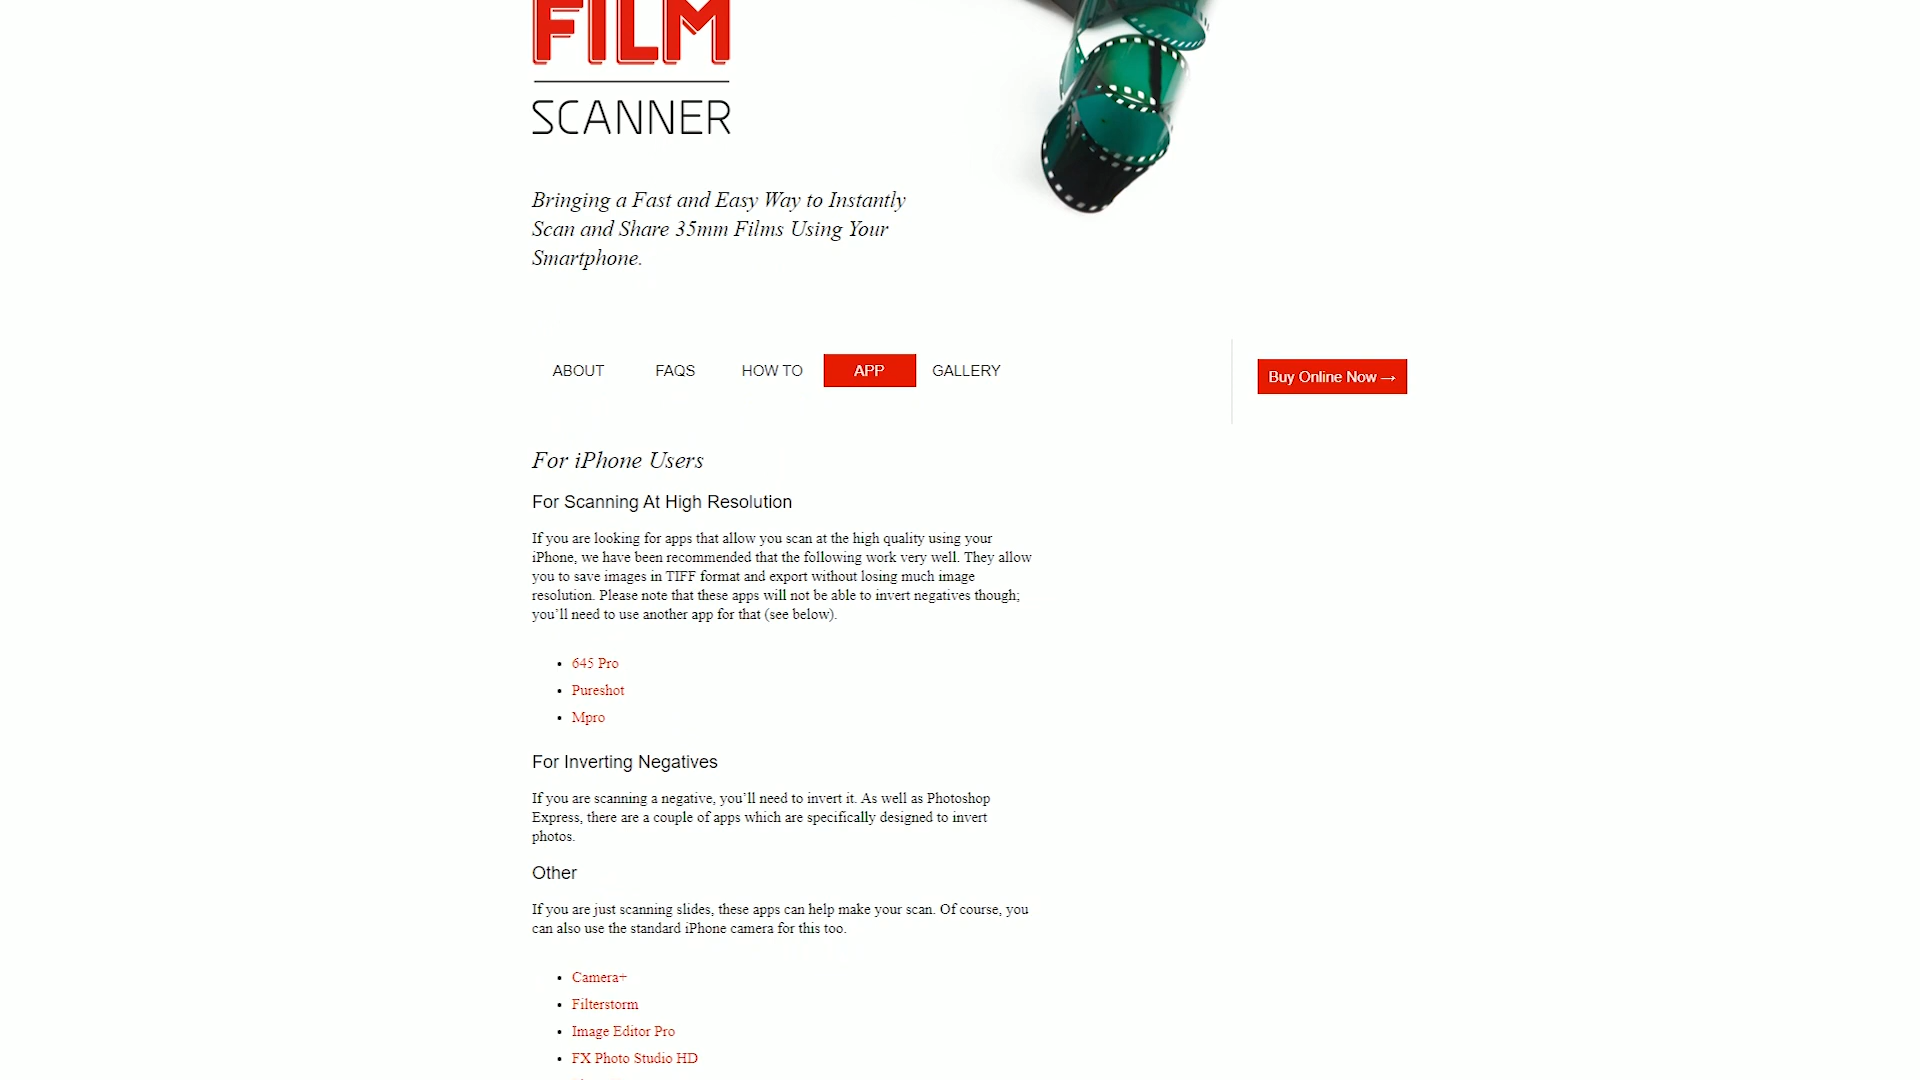 FILM
SCANNER
Bringing a Fast and Easy Way to Instantly
Scan and Share 35mm Films Using Your
Smartphone.
ABOUT FAQS HOW TO APP GALLERY
Buy Online Now →
For iPhone Users
For Scanning At High Resolution
If you are looking for apps that allow you scan at the high quality using your
iPhone, we have been recommended that the following work very well. They allow
you to save images in TIFF format and export without losing much image
resolution. Please note that these apps will not be able to invert negatives though;
you’ll need to use another app for that (see below).
• 645 Pro
• Pureshot
• Mpro
For Inverting Negatives
If you are scanning a negative, you’ll need to invert it. As well as Photoshop
Express, there are a couple of apps which are specifically designed to invert
photos.
Other
If you are just scanning slides, these apps can help make your scan. Of course, you
can also use the standard iPhone camera for this too.
• Camera+
• Filterstorm
• Image Editor Pro
• FX Photo Studio HD